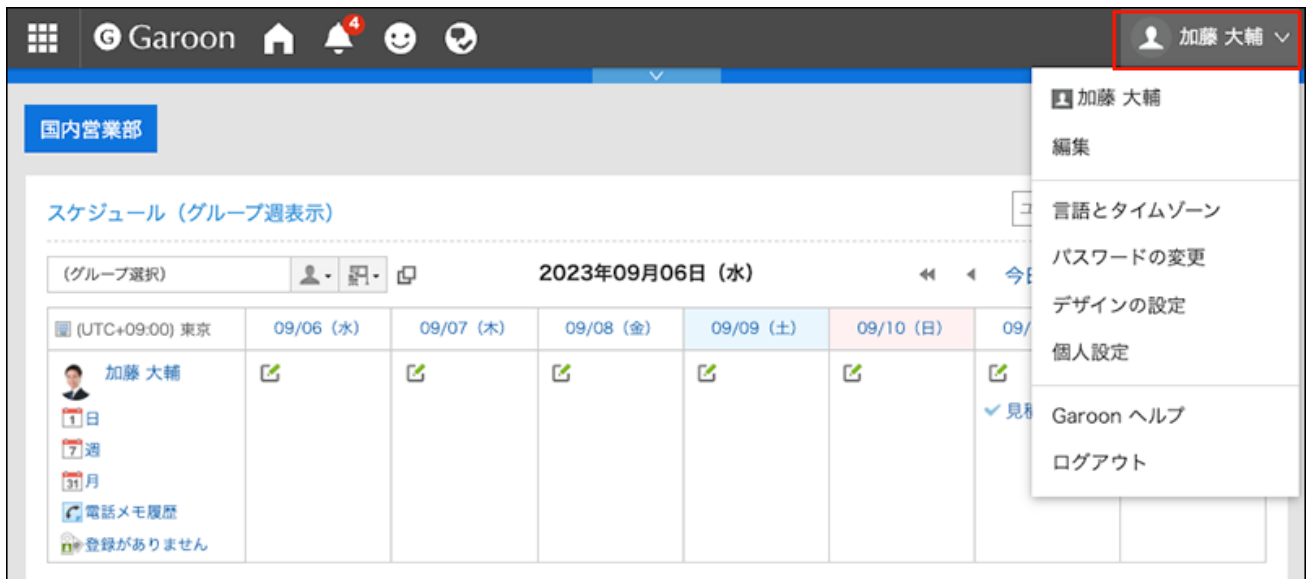 Garoon 4 加藤 大輔
加藤 大輔
編集
言語とタイムゾーン
パスワードの変更
デザインの設定
個人設定
Garoon ヘルプ
ログアウト
国内営業部
スケジュール（グループ週表示）
(グループ選択) 2023年09月06日（水） 今日
(UTC+09:00) 東京 09/06（水） 09/07（木） 09/08（金） 09/09（土） 09/10（日） 09/
加藤 大輔
1 日
7 週
31 月
電話メモ履歴
登録がありません
見積